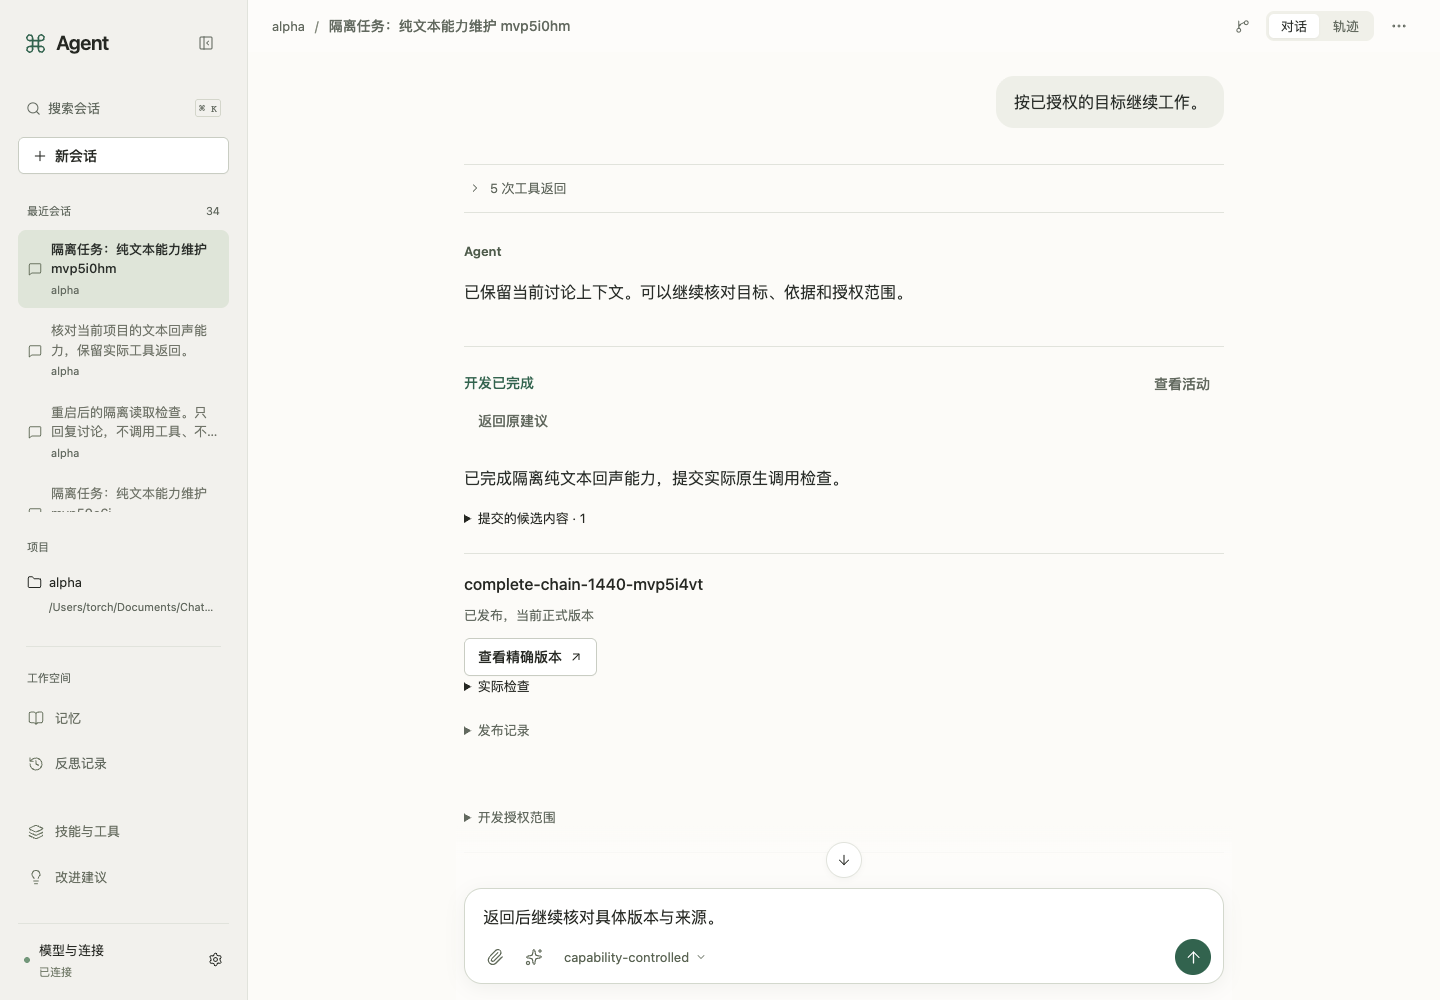 Agent
搜索会话
⌘ K
新会话
最近会话
34
隔离任务：纯文本能力维护
mvp5i0hm
alpha
核对当前项目的文本回声能
力，保留实际工具返回。
alpha
重启后的隔离读取检查。只
回复讨论，不调用工具、不...
alpha
隔离任务：纯文本能力维护
项目
alpha
/Users/torch/Documents/Chat...
工作空间
记忆
反思记录
技能与工具
改进建议
模型与连接
已连接
alpha / 隔离任务：纯文本能力维护 mvp5i0hm
对话
轨迹
按已授权的目标继续工作。
5 次工具返回
Agent
已保留当前讨论上下文。可以继续核对目标、依据和授权范围。
开发已完成
查看活动
返回原建议
已完成隔离纯文本回声能力，提交实际原生调用检查。
提交的候选内容 · 1
complete-chain-1440-mvp5i4vt
已发布，当前正式版本
查看精确版本
实际检查
发布记录
开发授权范围
返回后继续核对具体版本与来源。
capability-controlled